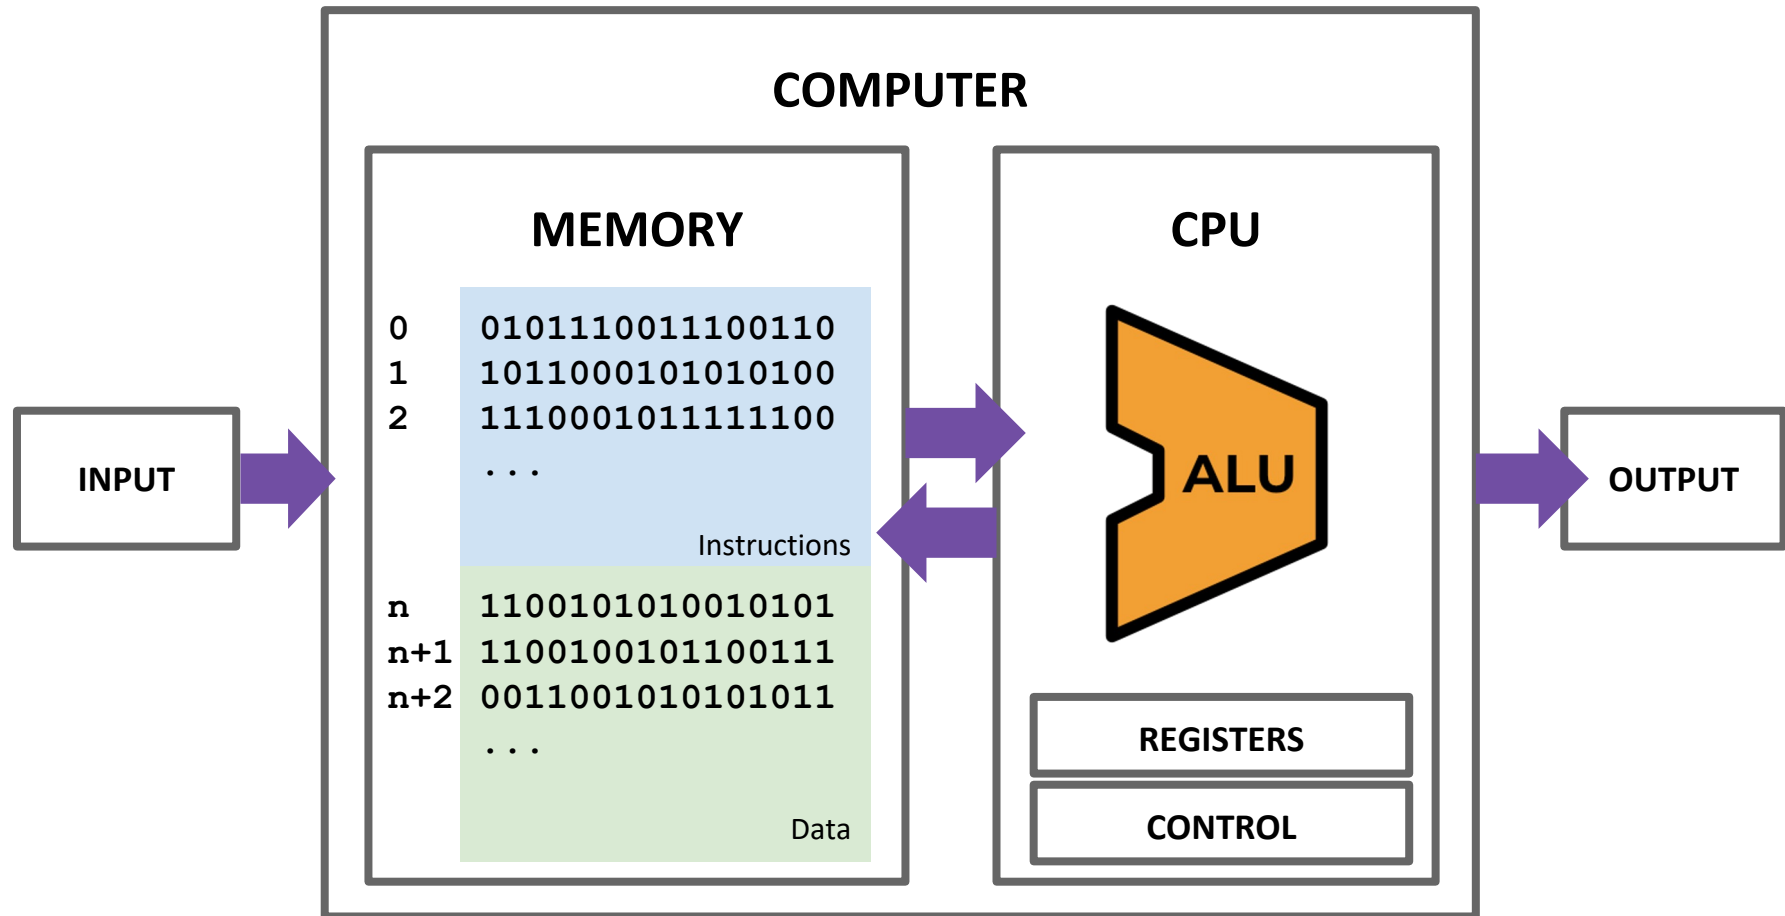 COMPUTER
MEMORY
CPU
0 0101110011100110
1 1011000101010100
2 1110001011111100
...
Instructions
n 1100101010010101
n+1 1100100101100111
n+2 0011001010101011
...
Data
ALU
REGISTERS
CONTROL
INPUT
OUTPUT